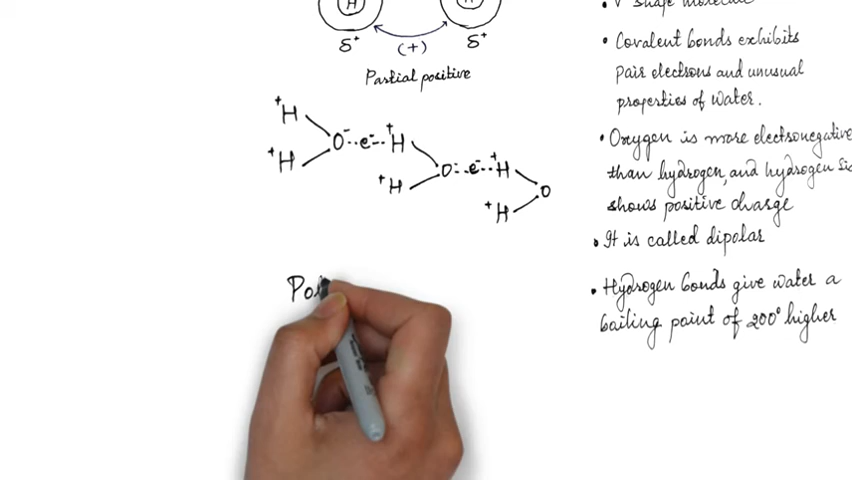 H H
δ⁺ (+) δ⁺
Partial positive
⁺H
O⁻--e⁻--⁺H
⁺H
O:--e⁻--⁺H
⁺H
O
⁺H
Pol
• V shape molecule
• Covalent bonds exhibits
pair electrons and unusual
properties of water.
• Oxygen is more electronegative
than hydrogen, and hydrogen Si
shows positive charge
• It is called dipolar
• Hydrogen bonds give water a
boiling point of 200° higher